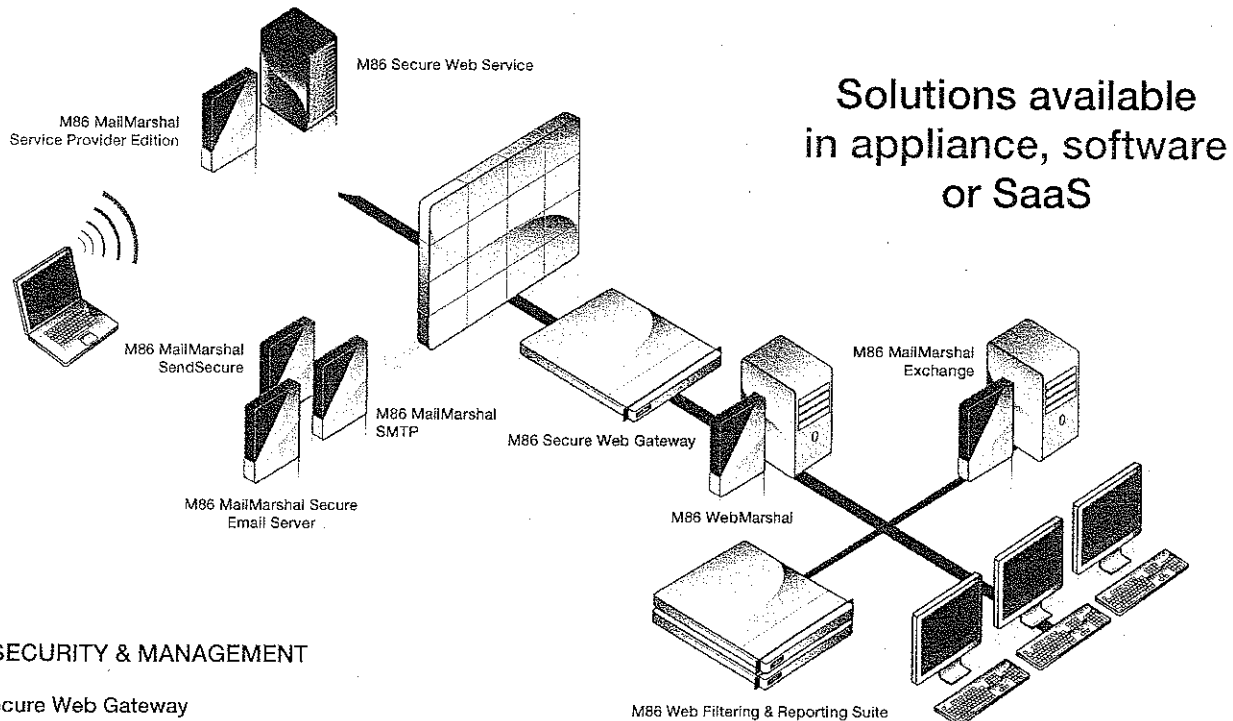 M86 Secure Web Service
M86 MailMarshal
Service Provider Edition
Solutions available
in appliance, software
or SaaS
M86 MailMarshal
SendSecure
M86 MailMarshal
SMTP
M86 MailMarshal Secure
Email Server
M86 Secure Web Gateway
M86 WebMarshal
M86 MailMarshal
Exchange
M86 Web Filtering & Reporting Suite
SECURITY & MANAGEMENT
cure Web Gateway